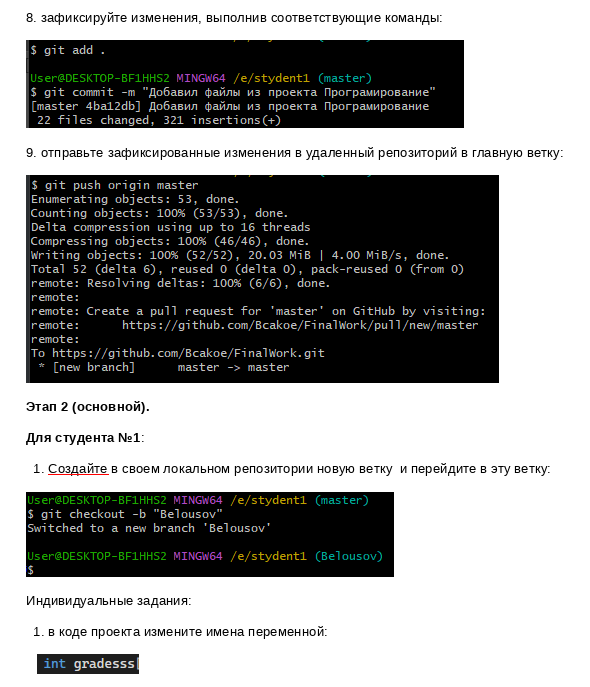 8. зафиксируйте изменения, выполнив соответствующие команды:
$ git add .
User@DESKTOP-BF1HHS2 MINGW64 /e/stydent1 (master)
$ git commit -m "Добавил файлы из проекта Програмирование"
[master 4ba12db] Добавил файлы из проекта Програмирование
22 files changed, 321 insertions(+)
9. отправьте зафиксированные изменения в удаленный репозиторий в главную ветку:
$ git push origin master
Enumerating objects: 53, done.
Counting objects: 100% (53/53), done.
Delta compression using up to 16 threads
Compressing objects: 100% (46/46), done.
Writing objects: 100% (52/52), 20.03 MiB | 4.00 MiB/s, done.
Total 52 (delta 6), reused 0 (delta 0), pack-reused 0 (from 0)
remote: Resolving deltas: 100% (6/6), done.
remote:
remote: Create a pull request for 'master' on GitHub by visiting:
remote:      https://github.com/Bcakoe/FinalWork/pull/new/master
remote:
To https://github.com/Bcakoe/FinalWork.git
* [new branch]      master -> master
Этап 2 (основной).
Для студента №1:
1. Создайте в своем локальном репозитории новую ветку и перейдите в эту ветку:
User@DESKTOP-BF1HHS2 MINGW64 /e/stydent1 (master)
$ git checkout -b "Belousov"
Switched to a new branch 'Belousov'
User@DESKTOP-BF1HHS2 MINGW64 /e/stydent1 (Belousov)
$
Индивидуальные задания:
1. в коде проекта измените имена переменной:
int gradesss